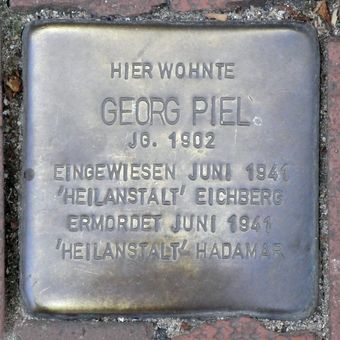 HIER WOHNTE
GEORG PIEL
JG. 1902
EINGEWIESEN JUNI 1941
'HEILANSTALT' EICHBERG
ERMORDET JUNI 1941
'HEILANSTALT' HADAMAR